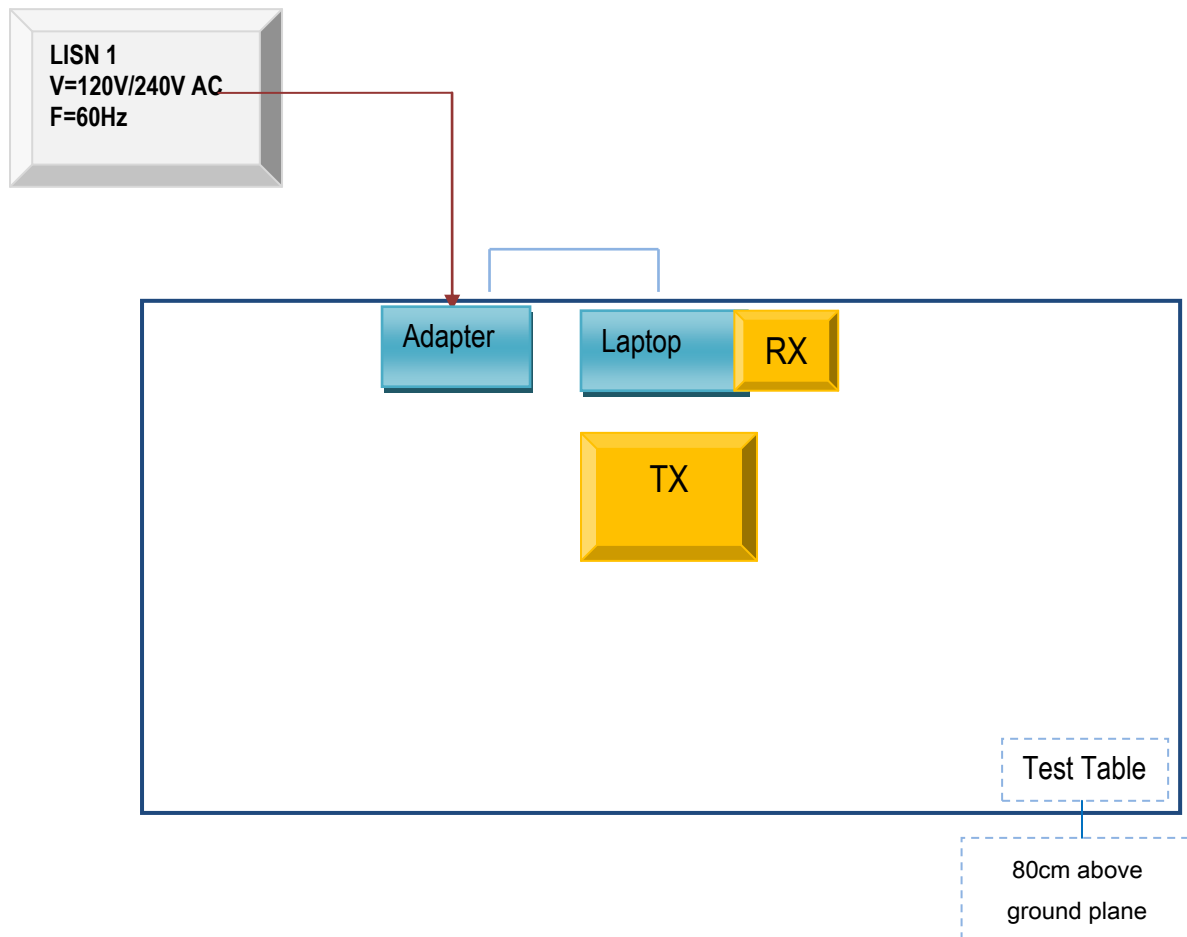 LISN 1
V=120V/240V AC
F=60Hz
Adapter
Laptop
RX
TX
Test Table
80cm above
ground plane